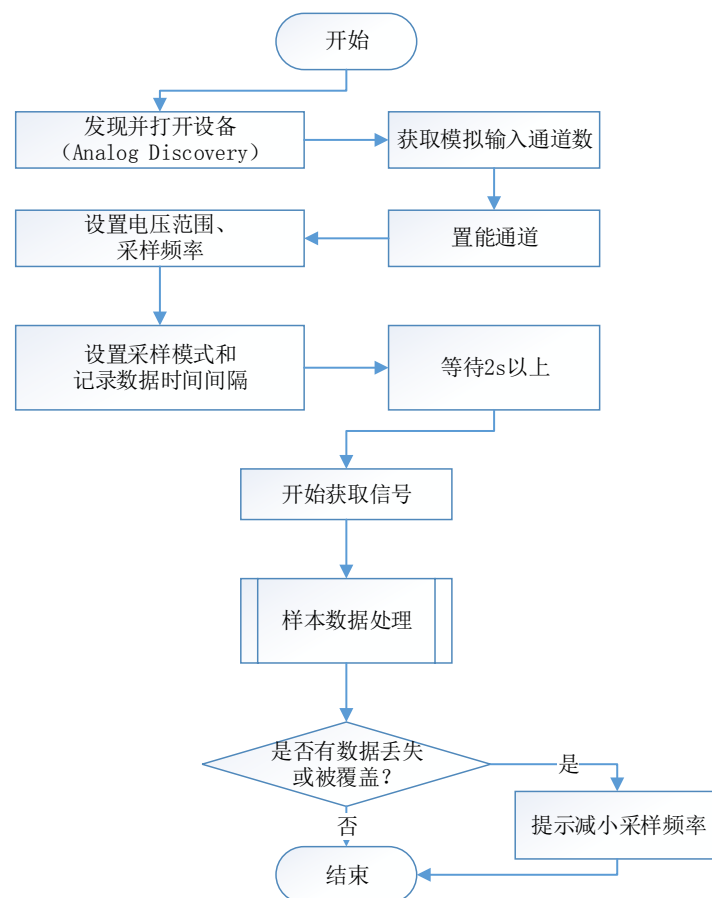 开始
发现并打开设备
（Analog Discovery）
获取模拟输入通道数
设置电压范围、
采样频率
置能通道
设置采样模式和
记录数据时间间隔
等待2s以上
开始获取信号
样本数据处理
是否有数据丢失
或被覆盖？
是
否
提示减小采样频率
结束